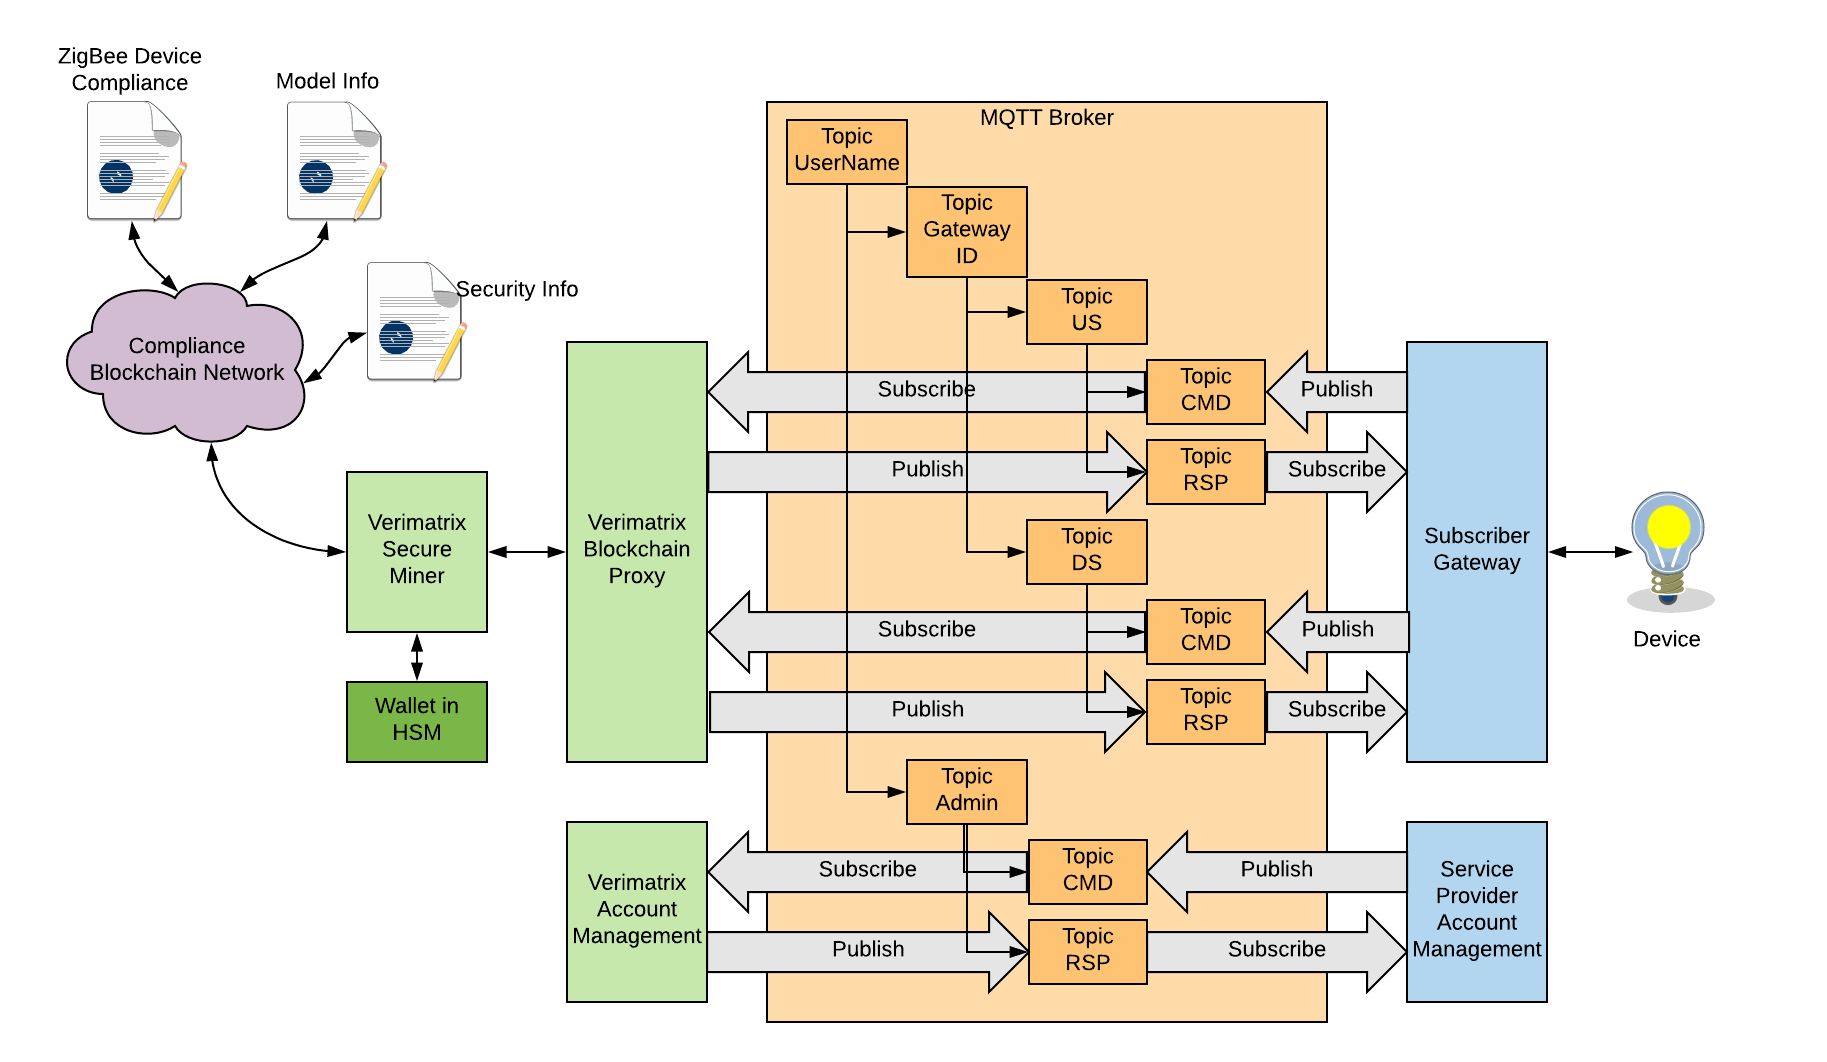 ZigBee Device
Compliance
Model Info
Security Info
Compliance
Blockchain Network
Verimatrix
Secure
Miner
Wallet in
HSM
Verimatrix
Blockchain
Proxy
Verimatrix
Account
Management
MQTT Broker
Topic
UserName
Topic
Gateway
ID
Topic
US
Subscribe
Topic
CMD
Publish
Publish
Topic
RSP
Subscribe
Topic
DS
Subscribe
Topic
CMD
Publish
Publish
Topic
RSP
Subscribe
Topic
Admin
Subscribe
Topic
CMD
Publish
Publish
Topic
RSP
Subscribe
Subscriber
Gateway
Device
Service
Provider
Account
Management